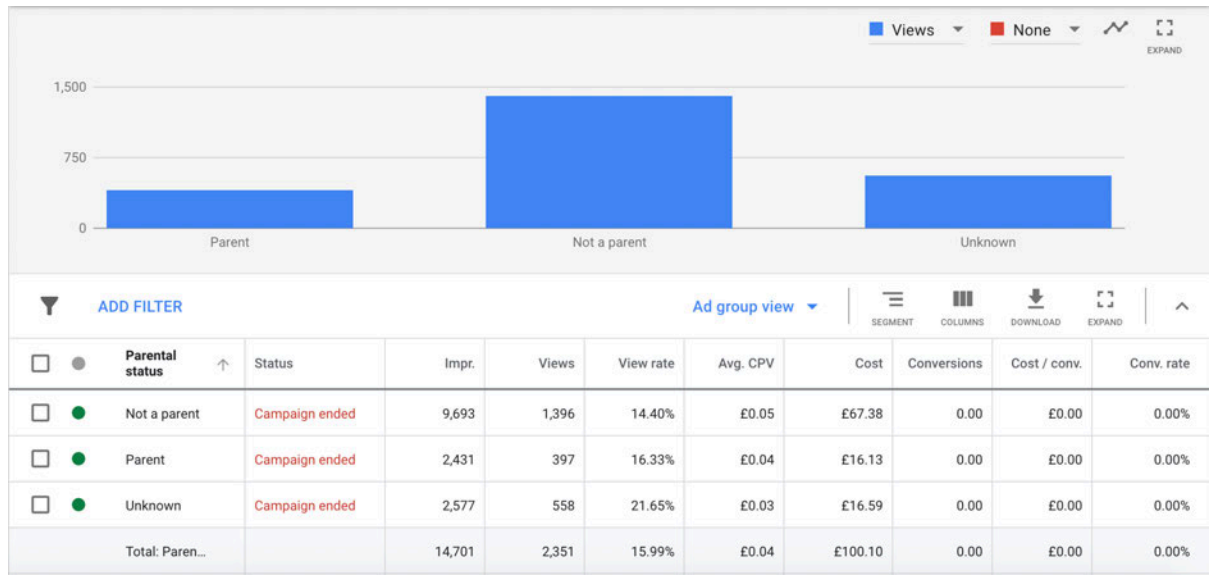 Views None
EXPAND
1,500
750
0
Parent Not a parent Unknown
ADD FILTER Ad group view SEGMENT COLUMNS DOWNLOAD EXPAND
Parental status Status Impr. Views View rate Avg. CPV Cost Conversions Cost / conv. Conv. rate
Not a parent Campaign ended 9,693 1,396 14.40% £0.05 £67.38 0.00 £0.00 0.00%
Parent Campaign ended 2,431 397 16.33% £0.04 £16.13 0.00 £0.00 0.00%
Unknown Campaign ended 2,577 558 21.65% £0.03 £16.59 0.00 £0.00 0.00%
Total: Paren... 14,701 2,351 15.99% £0.04 £100.10 0.00 £0.00 0.00%